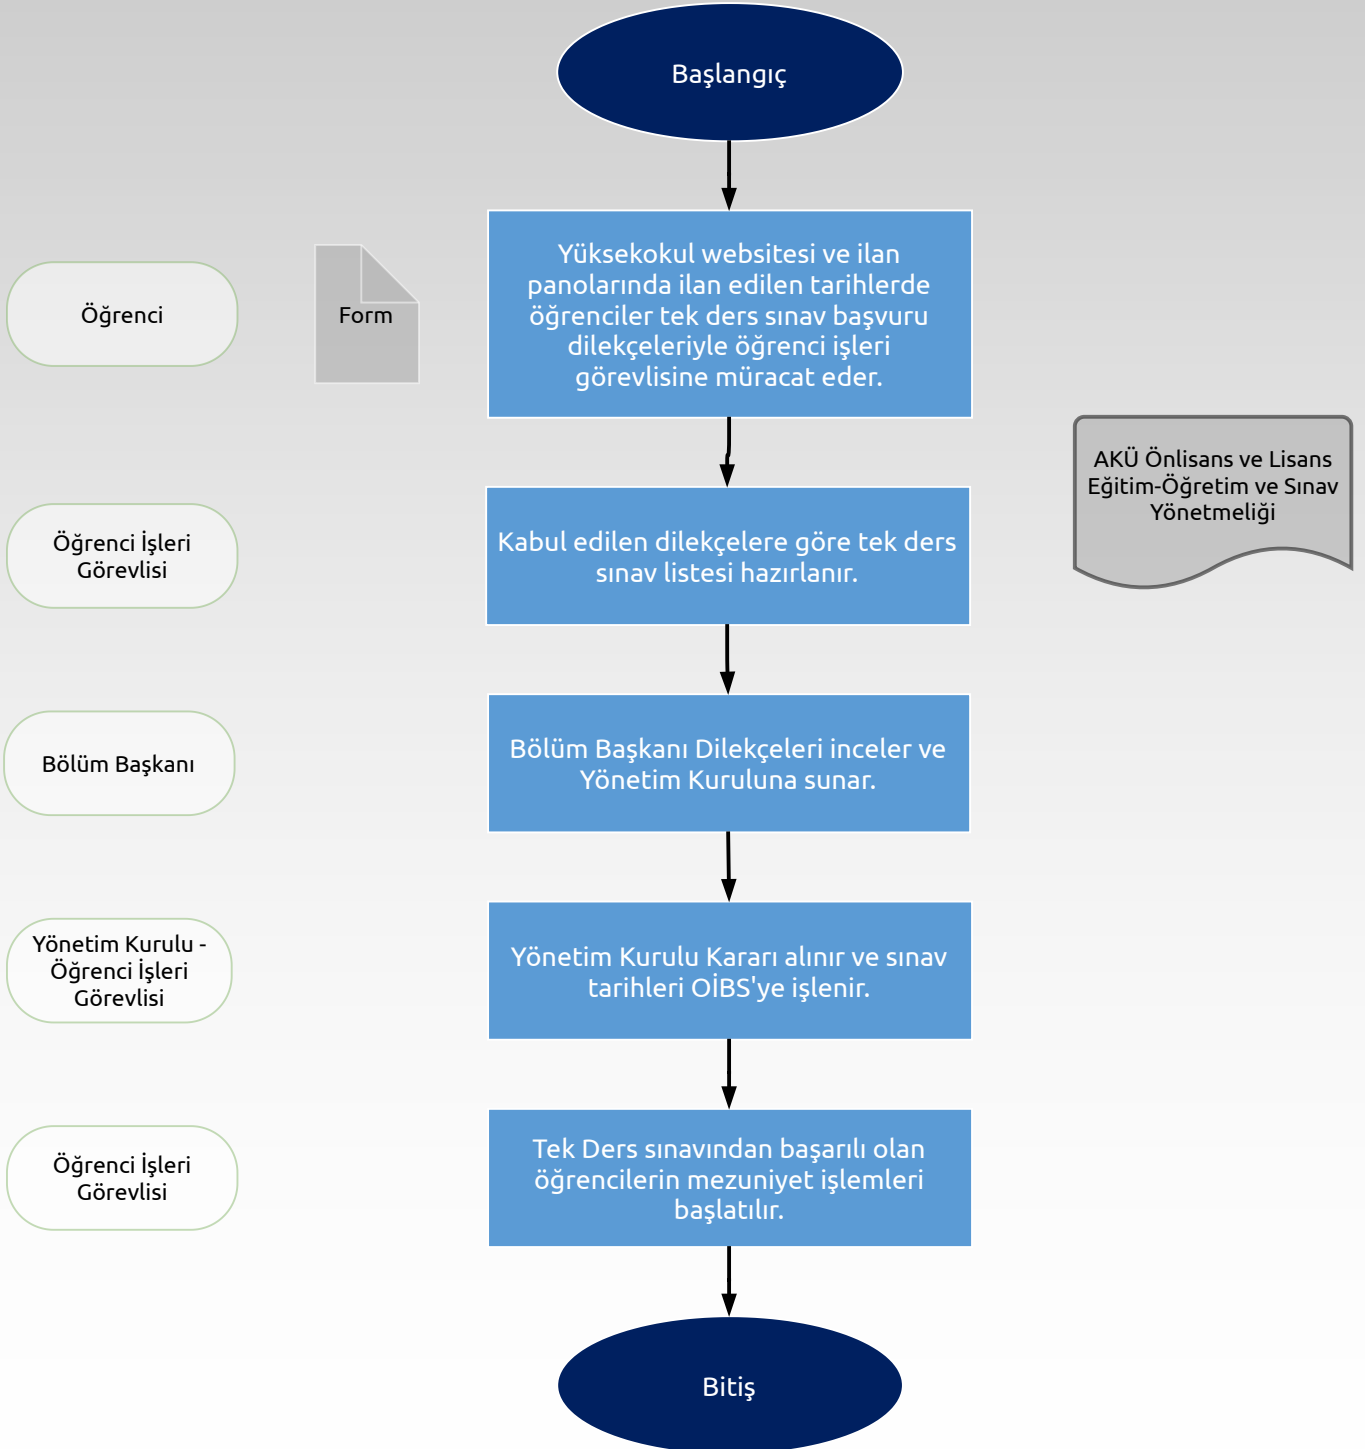 Başlangıç
Öğrenci
Form
Yüksekokul websitesi ve ilan
panolarında ilan edilen tarihlerde
öğrenciler tek ders sınav başvuru
dilekçeleriyle öğrenci işleri
görevlisine müracat eder.
AKÜ Önlisans ve Lisans
Eğitim-Öğretim ve Sınav
Yönetmeliği
Öğrenci İşleri
Görevlisi
Kabul edilen dilekçelere göre tek ders
sınav listesi hazırlanır.
Bölüm Başkanı
Bölüm Başkanı Dilekçeleri inceler ve
Yönetim Kuruluna sunar.
Yönetim Kurulu -
Öğrenci İşleri
Görevlisi
Yönetim Kurulu Kararı alınır ve sınav
tarihleri OİBS'ye işlenir.
Öğrenci İşleri
Görevlisi
Tek Ders sınavından başarılı olan
öğrencilerin mezuniyet işlemleri
başlatılır.
Bitiş